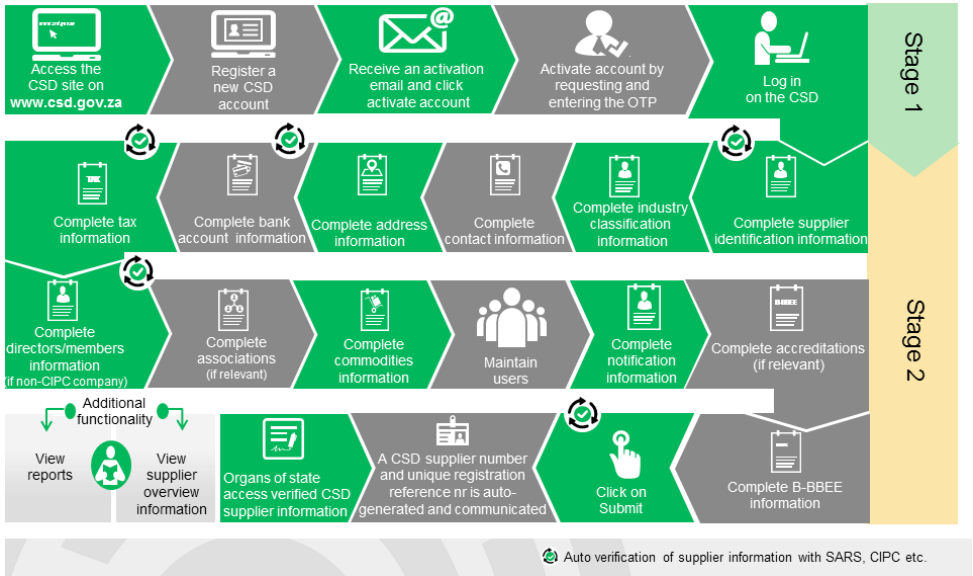 Access the
CSD site on
www.csd.gov.za
Register a
new CSD
account
Receive an activation
email and click
activate account
Activate account by
requesting and
entering the OTP
Log in
on the CSD
Stage 1
Complete tax
information
Complete bank
account information
Complete address
information
Complete
contact information
Complete industry
classification
information
Complete supplier
identification information
TAX
Complete
directors/members
information
(if non-CIPC company)
Complete
associations
(if relevant)
Complete
commodities
information
Maintain
users
Complete
notification
information
B-BBEE
Complete accreditations
(if relevant)
Stage 2
Additional
functionality
View
reports
View
supplier
overview
information
Organs of state
access verified CSD
supplier information
A CSD supplier number
and unique registration
reference nr is auto-
generated and communicated
Click on
Submit
Complete B-BBEE
information
Auto verification of supplier information with SARS, CIPC etc.